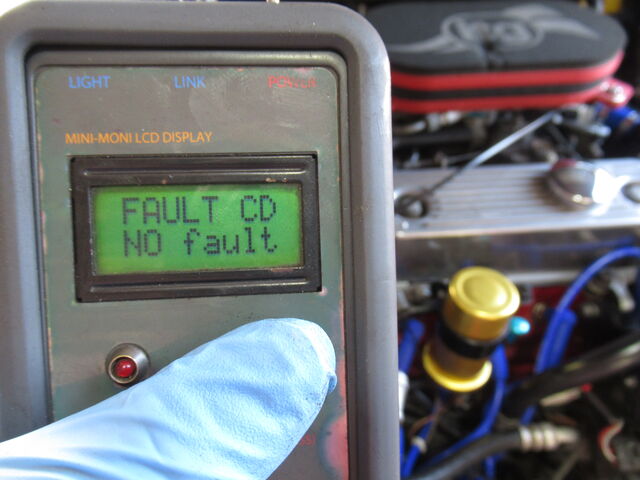 LIGHT LINK POWER
MINI-MONI LCD DISPLAY
FAULT CD
NO fault